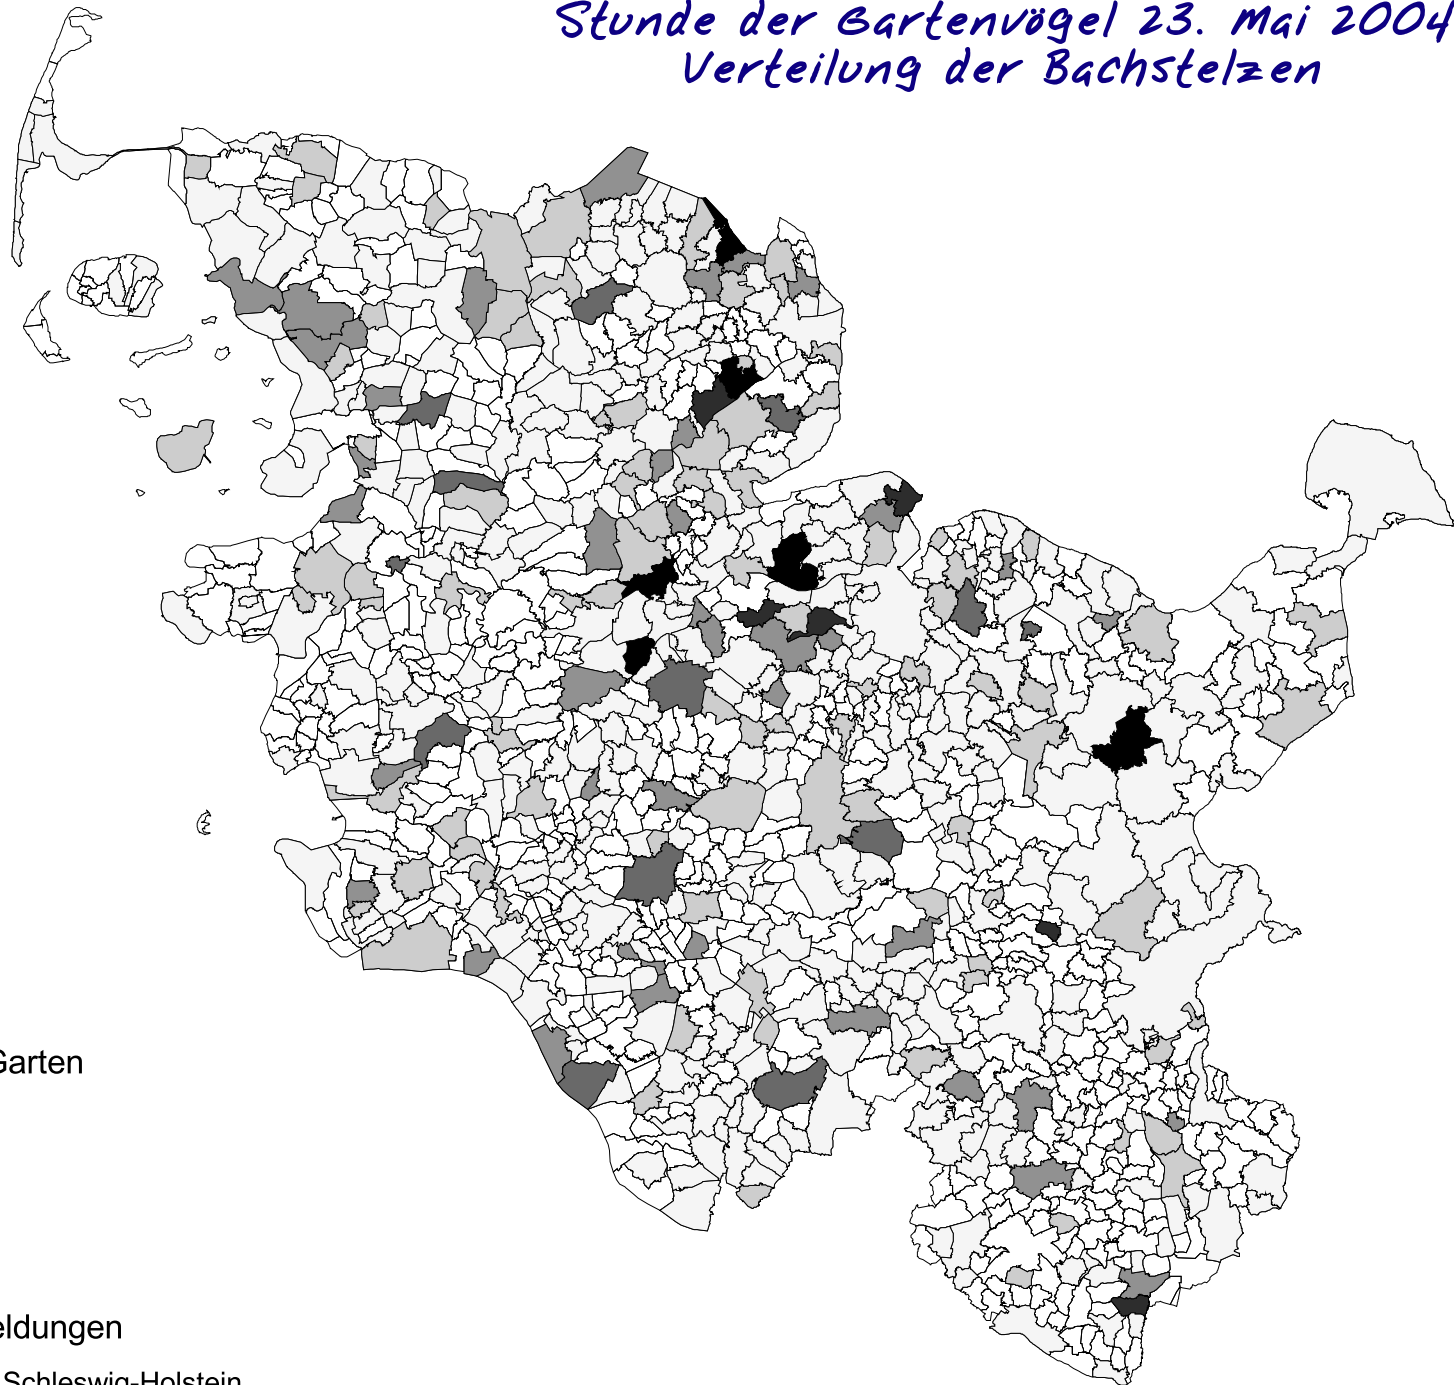 Stunde der Gartenvögel 23. Mai 2004
Verteilung der Bachstelzen
Garten
eldungen
Schleswig-Holstein